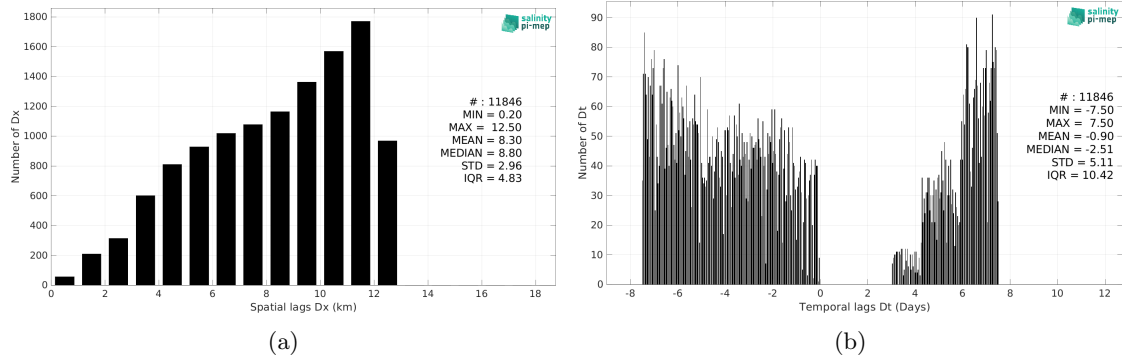 1800
1600
1400
1200
1000
800
600
400
200
0
Number of Dx
salinity
pi-mep
# : 11846
MIN = 0.20
MAX = 12.50
MEAN = 8.30
MEDIAN = 8.80
STD = 2.96
IQR = 4.83
0 2 4 6 8 10 12 14 16 18
Spatial lags Dx (km)
(a)
90
80
70
60
50
40
30
20
10
0
Number of Dt
salinity
pi-mep
# : 11846
MIN = -7.50
MAX = 7.50
MEAN = -0.90
MEDIAN = -2.51
STD = 5.11
IQR = 10.42
-8 -6 -4 -2 0 2 4 6 8 10 12
Temporal lags Dt (Days)
(b)